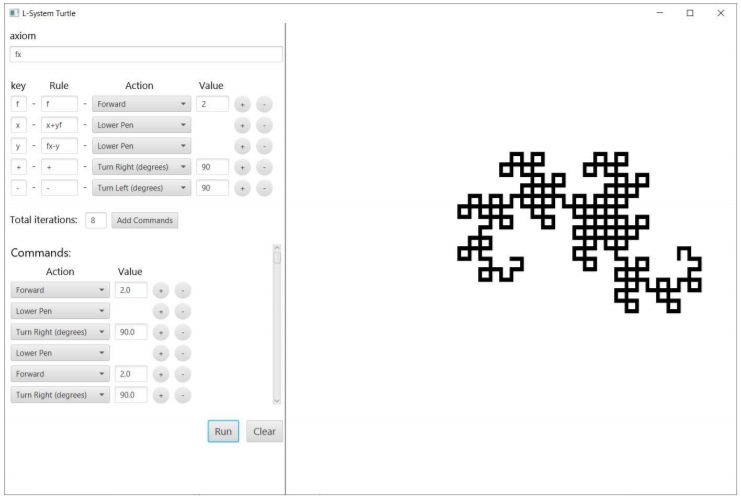 L-System Turtle
axiom
fx
key Rule Action Value
f - f - Forward 2 + -
x - x+yf - Lower Pen + -
y - fx-y - Lower Pen + -
+ - + - Turn Right (degrees) 90 + -
- - - - Turn Left (degrees) 90 + -
Total iterations: 8 Add Commands
Commands:
Action Value
Forward 2.0 + -
Lower Pen + -
Turn Right (degrees) 90.0 + -
Lower Pen + -
Forward 2.0 + -
Turn Right (degrees) 90.0 + -
Run Clear